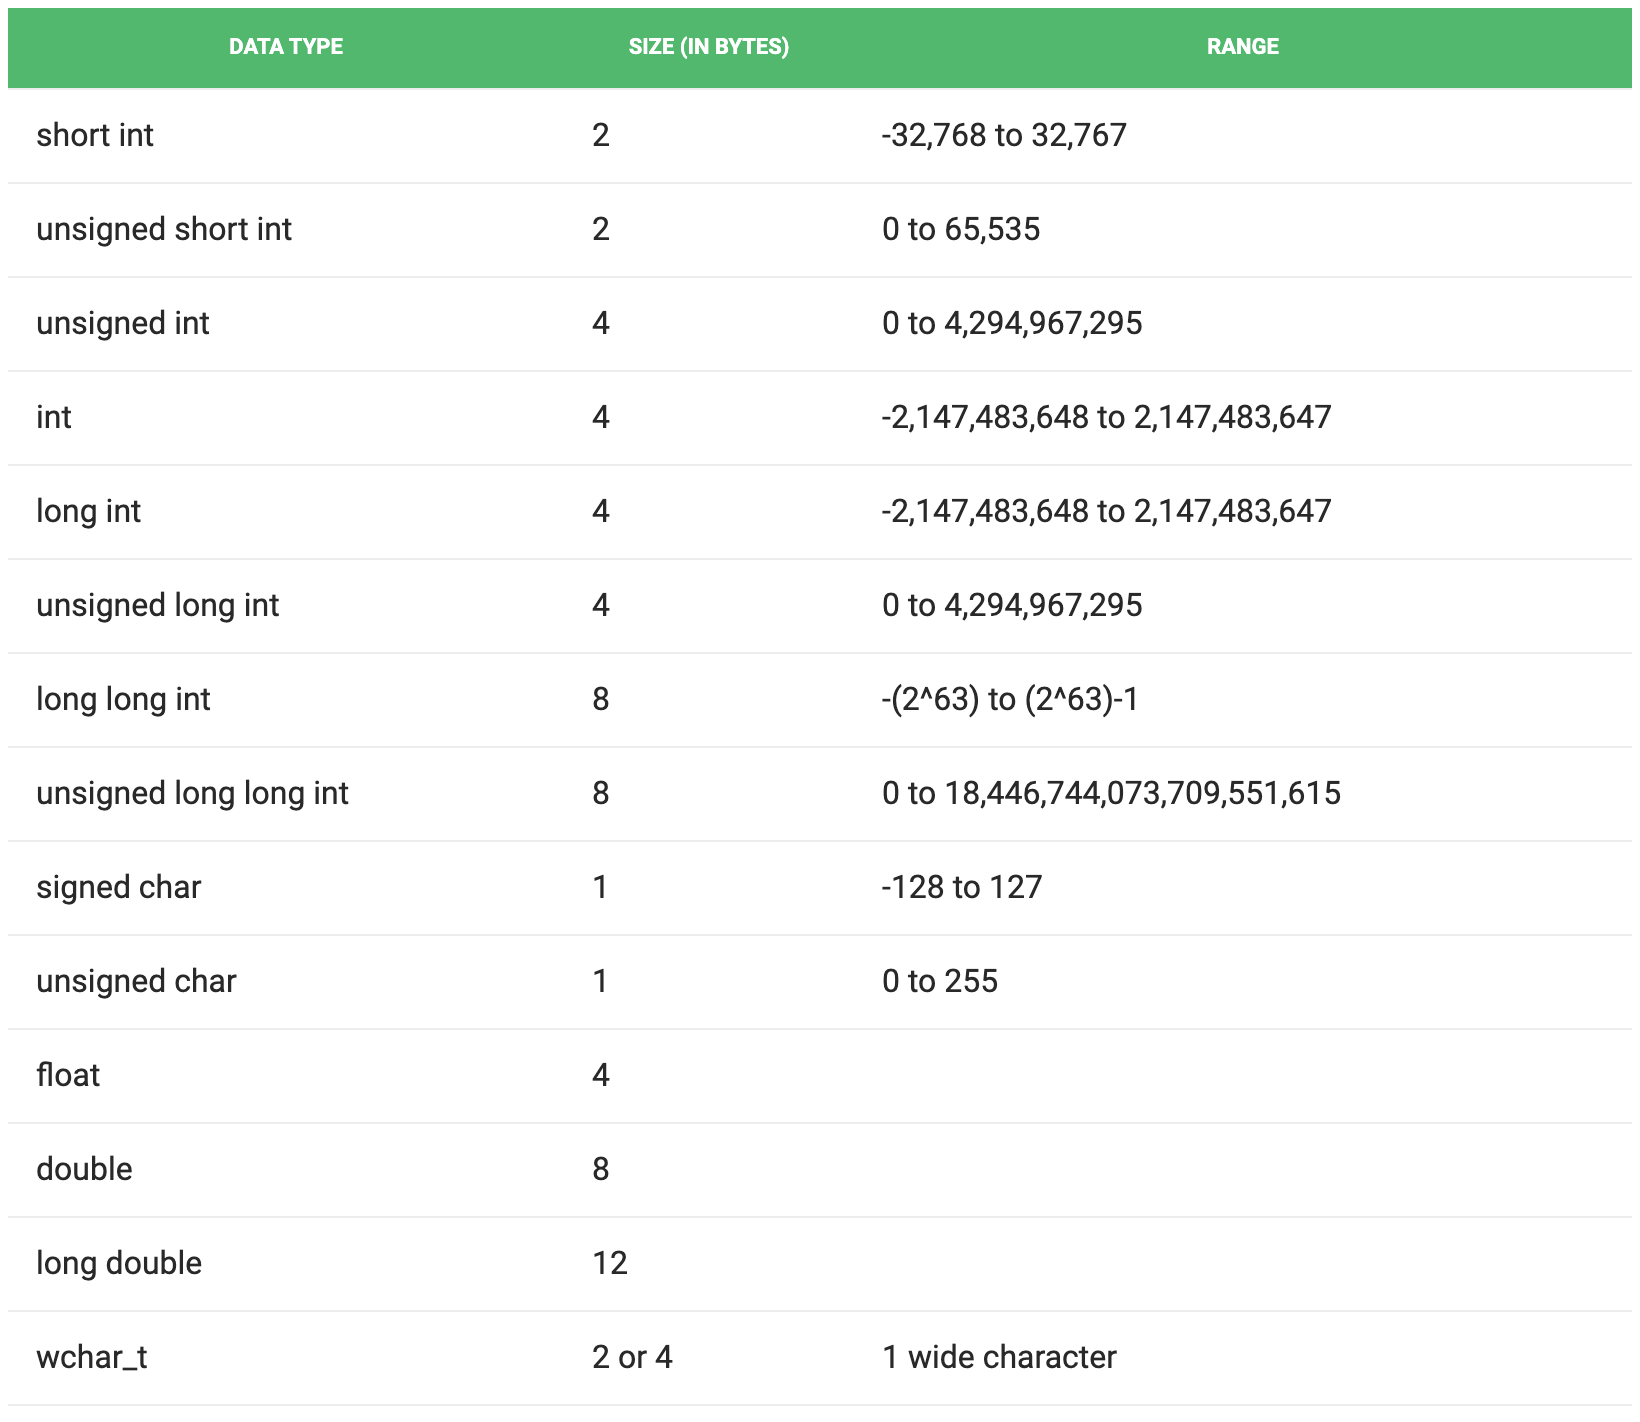 DATA TYPE SIZE (IN BYTES) RANGE
short int 2 -32,768 to 32,767
unsigned short int 2 0 to 65,535
unsigned int 4 0 to 4,294,967,295
int 4 -2,147,483,648 to 2,147,483,647
long int 4 -2,147,483,648 to 2,147,483,647
unsigned long int 4 0 to 4,294,967,295
long long int 8 -(2^63) to (2^63)-1
unsigned long long int 8 0 to 18,446,744,073,709,551,615
signed char 1 -128 to 127
unsigned char 1 0 to 255
float 4
double 8
long double 12
wchar_t 2 or 4 1 wide character